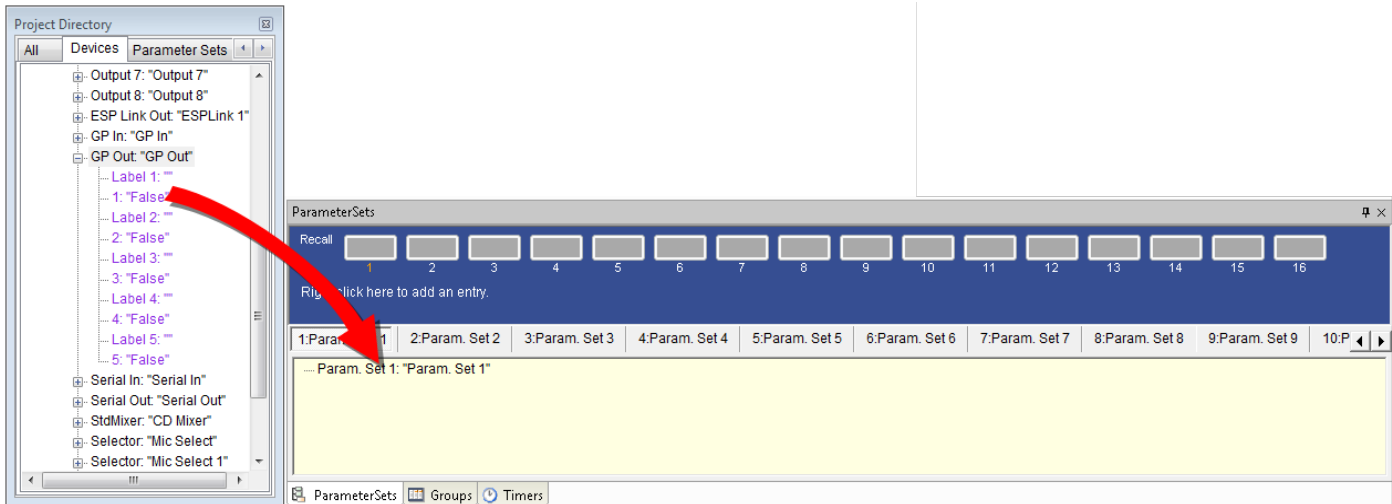 Project Directory
All Devices Parameter Sets
Output 7: "Output 7"
Output 8: "Output 8"
ESP Link Out: "ESPLink 1"
GP In: "GP In"
GP Out: "GP Out"
Label 1: ""
1: "False"
Label 2: ""
2: "False"
Label 3: ""
3: "False"
Label 4: ""
4: "False"
Label 5: ""
5: "False"
Serial In: "Serial In"
Serial Out: "Serial Out"
StdMixer: "CD Mixer"
Selector: "Mic Select"
Selector: "Mic Select 1"
ParameterSets
Recall
1 2 3 4 5 6 7 8 9 10 11 12 13 14 15 16
Right click here to add an entry.
1:Param. 1 2:Param. Set 2 3:Param. Set 3 4:Param. Set 4 5:Param. Set 5 6:Param. Set 6 7:Param. Set 7 8:Param. Set 8 9:Param. Set 9 10:P
Param. Set 1: "Param. Set 1"
ParameterSets Groups Timers